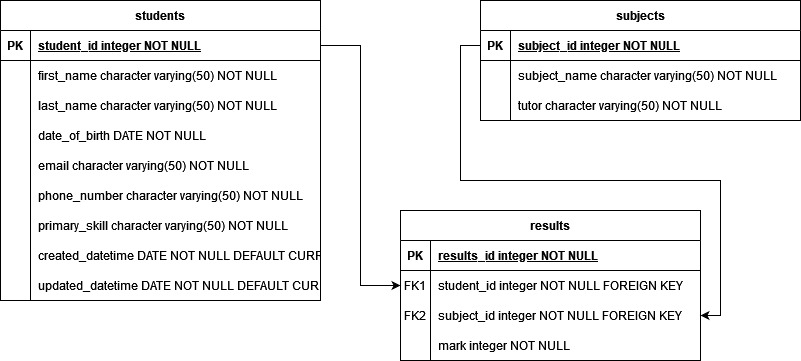 students
PK student_id integer NOT NULL
first_name character varying(50) NOT NULL
last_name character varying(50) NOT NULL
date_of_birth DATE NOT NULL
email character varying(50) NOT NULL
phone_number character varying(50) NOT NULL
primary_skill character varying(50) NOT NULL
created_datetime DATE NOT NULL DEFAULT CURR
updated_datetime DATE NOT NULL DEFAULT CURR
subjects
PK subject_id integer NOT NULL
subject_name character varying(50) NOT NULL
tutor character varying(50) NOT NULL
results
PK results_id integer NOT NULL
FK1 student_id integer NOT NULL FOREIGN KEY
FK2 subject_id integer NOT NULL FOREIGN KEY
mark integer NOT NULL